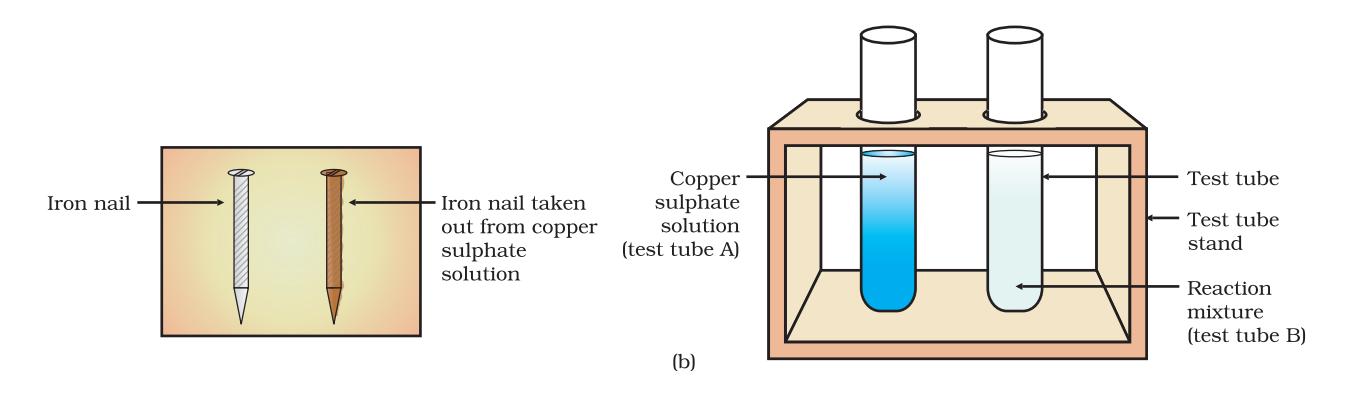 Iron nail
Iron nail taken
out from copper
sulphate
solution
Copper
sulphate
solution
(test tube A)
Test tube
Test tube
stand
Reaction
mixture
(test tube B)
(b)